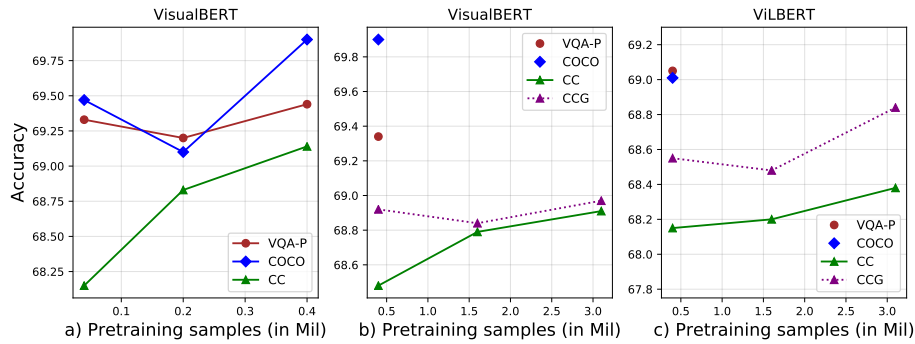 VisualBERT
Accuracy
69.75
69.50
69.25
69.00
68.75
68.50
68.25
0.1 0.2 0.3 0.4
VQA-P
COCO
CC
a) Pretraining samples (in Mil)
VisualBERT
69.8
69.6
69.4
69.2
69.0
68.8
68.6
0.5 1.0 1.5 2.0 2.5 3.0
VQA-P
COCO
CC
CCG
b) Pretraining samples (in Mil)
ViLBERT
69.2
69.0
68.8
68.6
68.4
68.2
68.0
67.8
0.5 1.0 1.5 2.0 2.5 3.0
VQA-P
COCO
CC
CCG
c) Pretraining samples (in Mil)